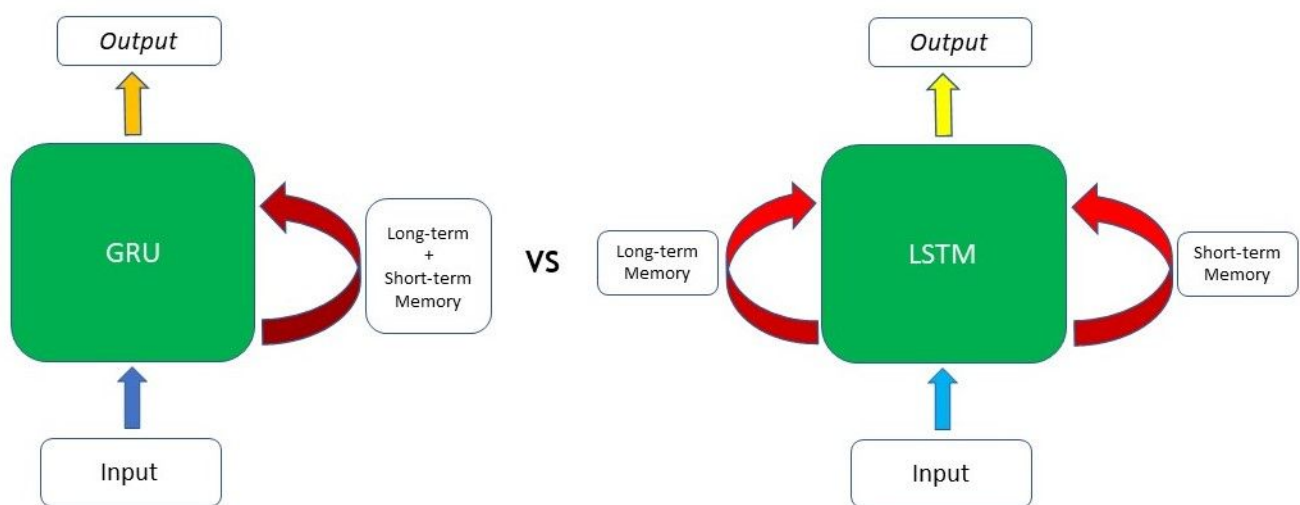 Output
GRU
Long-term
+
Short-term
Memory
Input
VS
Output
Long-term
Memory
LSTM
Short-term
Memory
Input